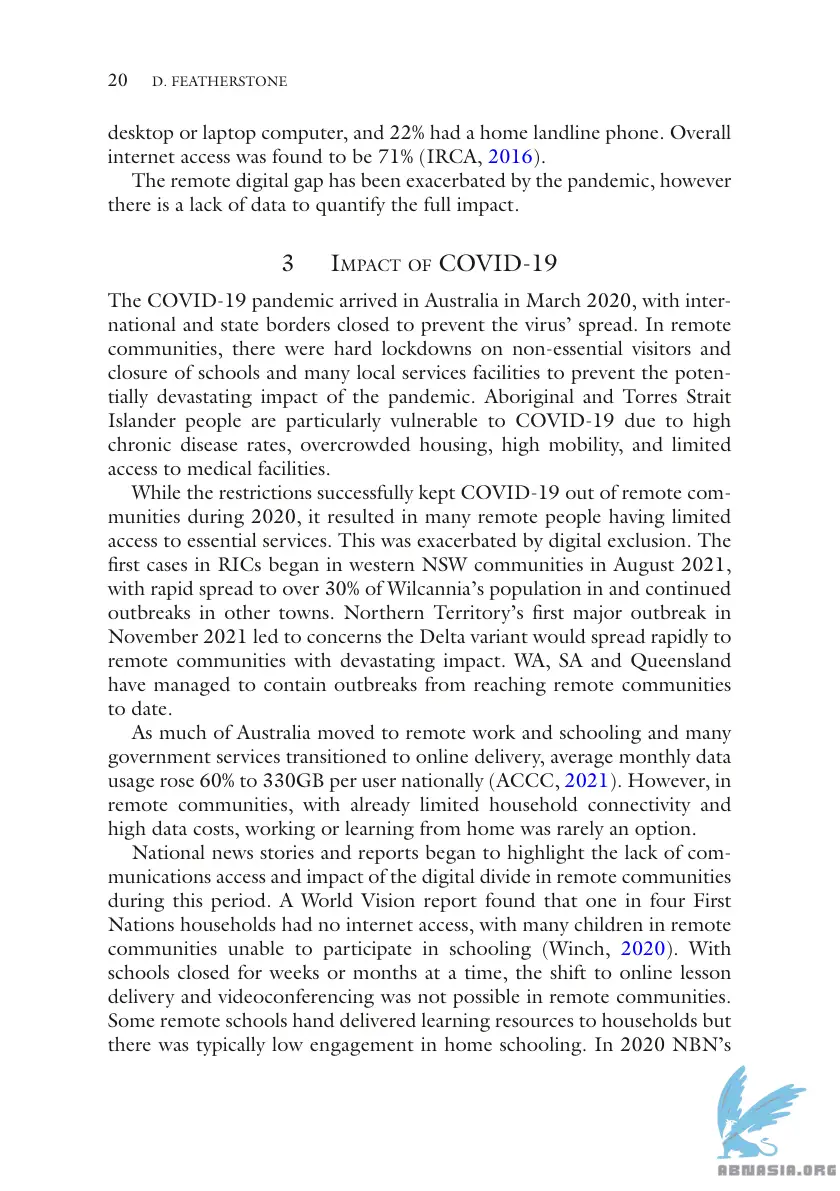 20 D. FEATHERSTONE
desktop or laptop computer, and 22% had a home landline phone. Overall
internet access was found to be 71% (IRCA, 2016).
The remote digital gap has been exacerbated by the pandemic, however
there is a lack of data to quantify the full impact.
3 IMPACT OF COVID-19
The COVID-19 pandemic arrived in Australia in March 2020, with inter-
national and state borders closed to prevent the virus’ spread. In remote
communities, there were hard lockdowns on non-essential visitors and
closure of schools and many local services facilities to prevent the poten-
tially devastating impact of the pandemic. Aboriginal and Torres Strait
Islander people are particularly vulnerable to COVID-19 due to high
chronic disease rates, overcrowded housing, high mobility, and limited
access to medical facilities.
While the restrictions successfully kept COVID-19 out of remote com-
munities during 2020, it resulted in many remote people having limited
access to essential services. This was exacerbated by digital exclusion. The
first cases in RICs began in western NSW communities in August 2021,
with rapid spread to over 30% of Wilcannia’s population in and continued
outbreaks in other towns. Northern Territory’s first major outbreak in
November 2021 led to concerns the Delta variant would spread rapidly to
remote communities with devastating impact. WA, SA and Queensland
have managed to contain outbreaks from reaching remote communities
to date.
As much of Australia moved to remote work and schooling and many
government services transitioned to online delivery, average monthly data
usage rose 60% to 330GB per user nationally (ACCC, 2021). However, in
remote communities, with already limited household connectivity and
high data costs, working or learning from home was rarely an option.
National news stories and reports began to highlight the lack of com-
munications access and impact of the digital divide in remote communities
during this period. A World Vision report found that one in four First
Nations households had no internet access, with many children in remote
communities unable to participate in schooling (Winch, 2020). With
schools closed for weeks or months at a time, the shift to online lesson
delivery and videoconferencing was not possible in remote communities.
Some remote schools hand delivered learning resources to households but
there was typically low engagement in home schooling. In 2020 NBN’s
ABNASIA.ORG